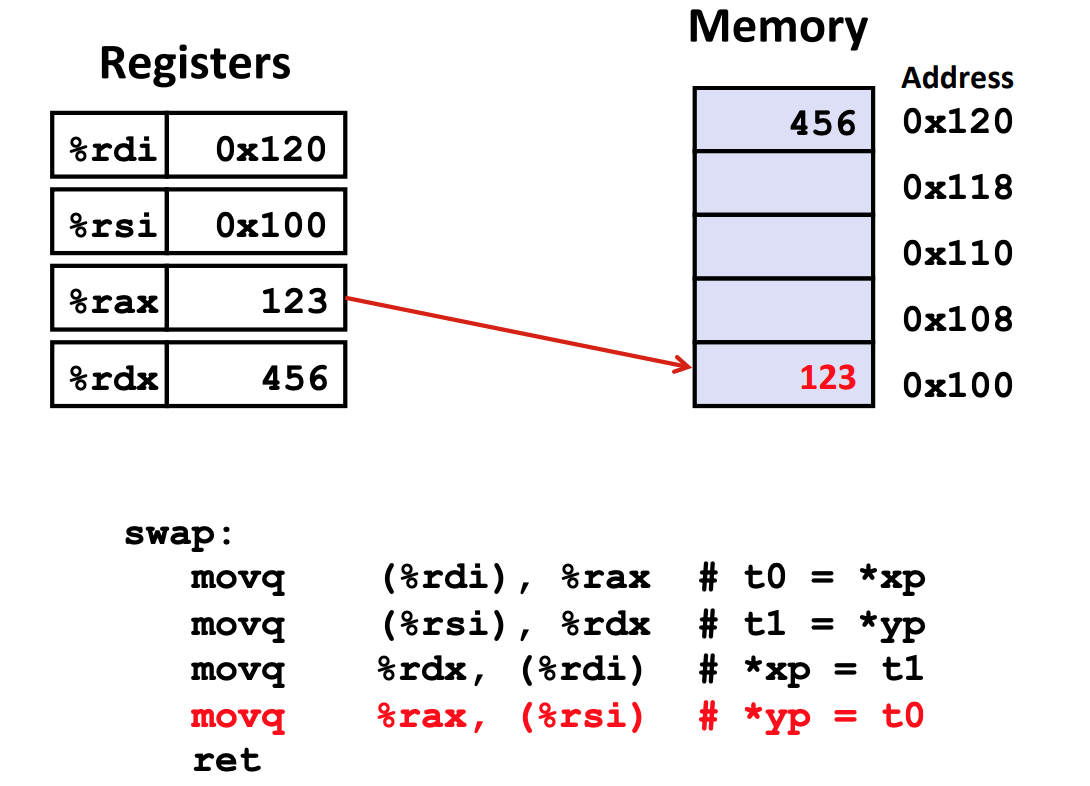 Registers
%rdi 0x120
%rsi 0x100
%rax 123
%rdx 456
Memory
Address
456 0x120
0x118
0x110
0x108
123 0x100
swap:
movq (%rdi), %rax # t0 = *xp
movq (%rsi), %rdx # t1 = *yp
movq %rdx, (%rdi) # *xp = t1
movq %rax, (%rsi) # *yp = t0
ret